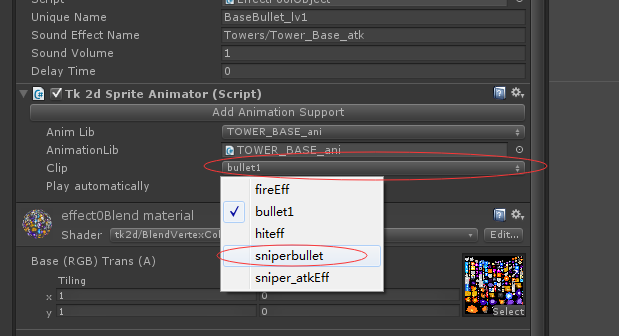 Script EffectPoolObject
Unique Name BaseBullet_lv1
Sound Effect Name Towers/Tower_Base_atk
Sound Volume 1
Delay Time 0
Tk 2d Sprite Animator (Script)
Add Animation Support
Anim Lib TOWER_BASE_ani
AnimationLib TOWER_BASE_ani
Clip bullet1
Play automatically
fireEff
bullet1
hiteff
sniperbullet
sniper_atkEff
effect0Blend material
Shader tk2d/BlendVertexCol Edit...
Base (RGB) Trans (A)
Tiling
x 1 0
y 1 0
Select